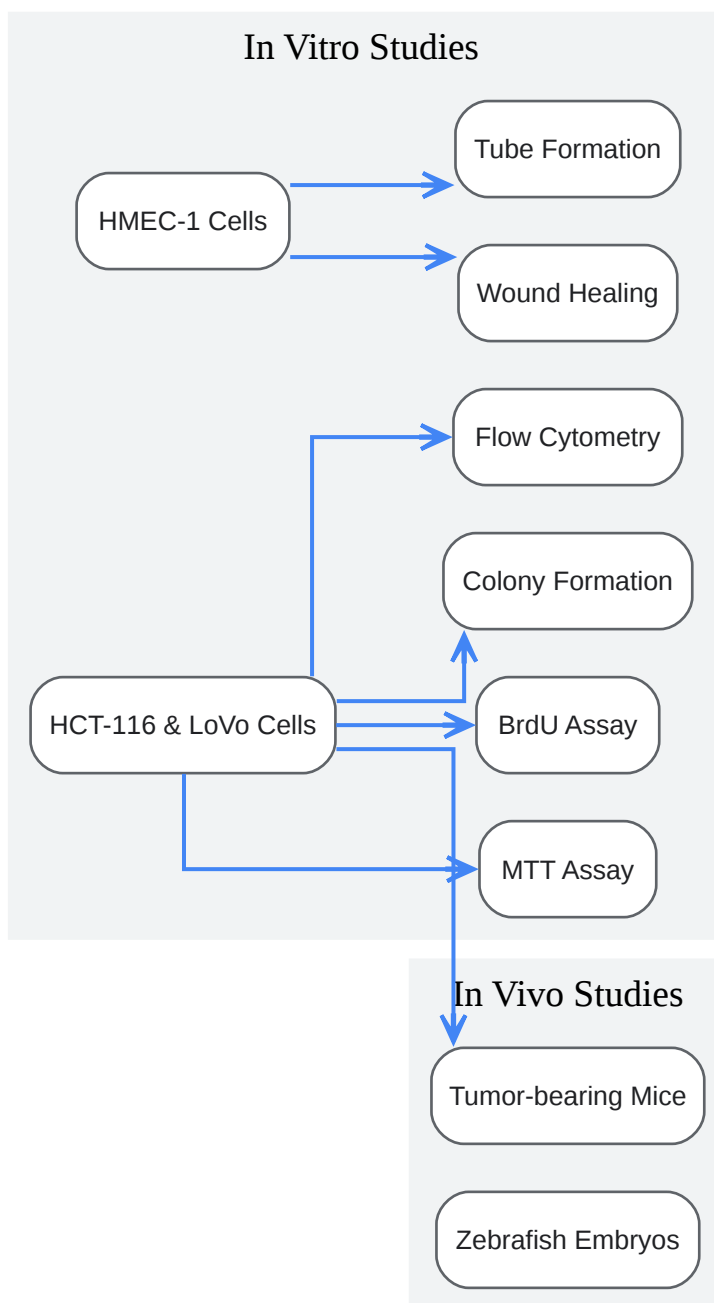 In Vitro Studies
Tube Formation
HMEC-1 Cells
Wound Healing
Flow Cytometry
Colony Formation
HCT-116 & LoVo Cells
BrdU Assay
MTT Assay
In Vivo Studies
Tumor-bearing Mice
Zebrafish Embryos